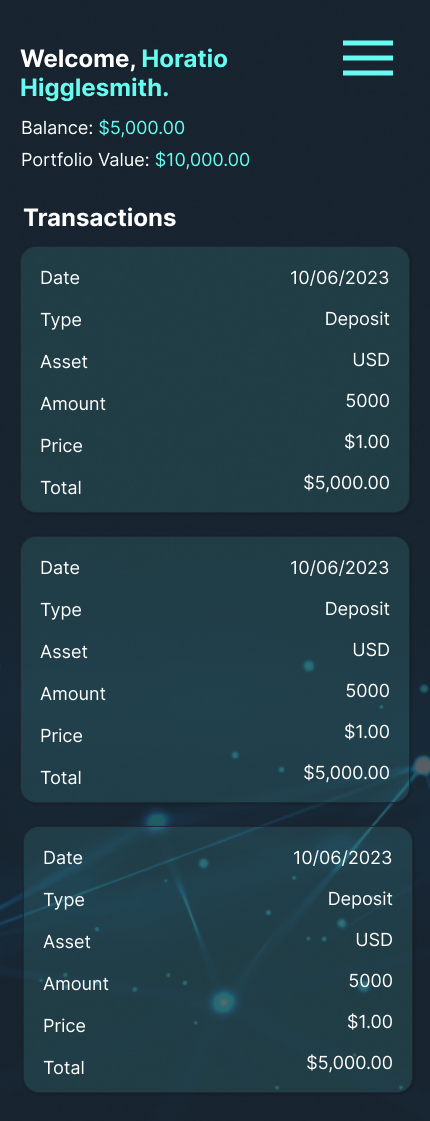 Welcome, Horatio
Higglesmith.
Balance: $5,000.00
Portfolio Value: $10,000.00
Transactions
Date 10/06/2023
Type Deposit
Asset USD
Amount 5000
Price $1.00
Total $5,000.00
Date 10/06/2023
Type Deposit
Asset USD
Amount 5000
Price $1.00
Total $5,000.00
Date 10/06/2023
Type Deposit
Asset USD
Amount 5000
Price $1.00
Total $5,000.00